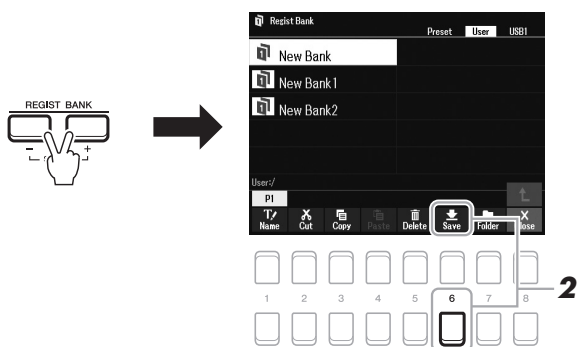 REGIST BANK
- +
Regist Bank
Preset User USB1
New Bank
New Bank1
New Bank2
User:/
P1
Name Cut Copy Paste Delete Save Folder
1 2 3 4 5 6 7 8
2